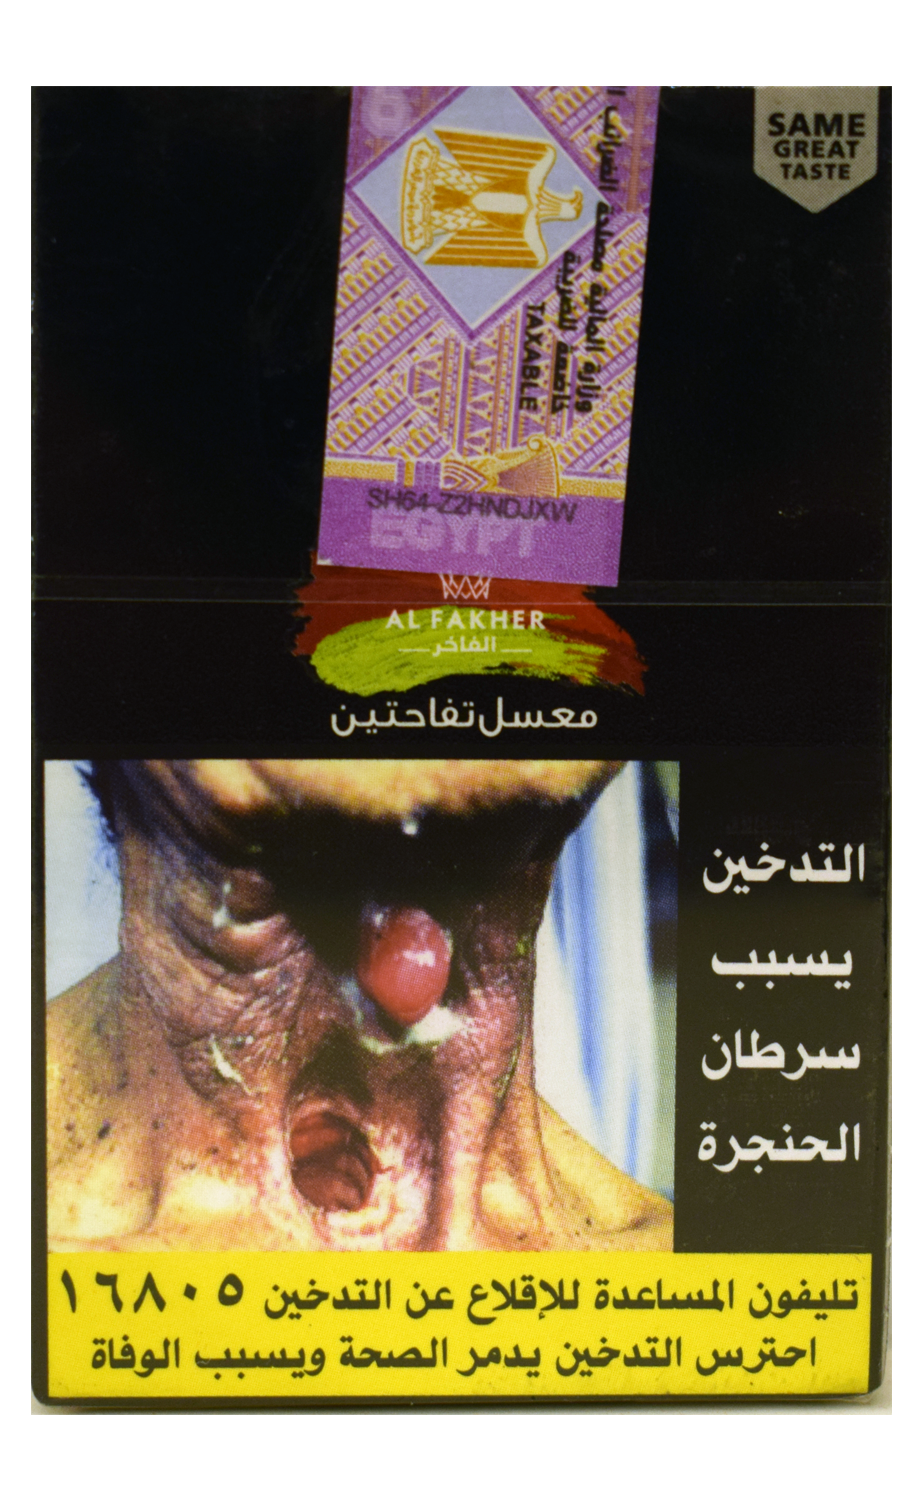 SAME
GREAT
TASTE
وزارة المالية مصلحة الضرائب
خاضعة للضريبة
TAXABLE
SH64-Z2HNDJXW
EGYPT
AL FAKHER
الفاخر
معسل تفاحتين
التدخين
يسبب
سرطان
الحنجرة
تليفون المساعدة للإقلاع عن التدخين ١٦٨٠٥
احترس التدخين يدمر الصحة ويسبب الوفاة